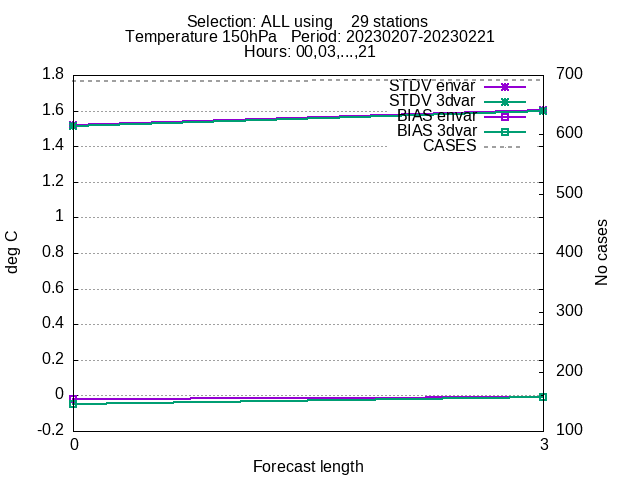 Selection: ALL using 29 stations
Temperature 150hPa Period: 20230207-20230221
Hours: 00,03,...,21
1.8
1.6
1.4
1.2
1
0.8
0.6
0.4
0.2
0
-0.2
deg C
STDV envar
STDV 3dvar
BIAS envar
BIAS 3dvar
CASES
700
600
500
400
300
200
100
No cases
0 3
Forecast length